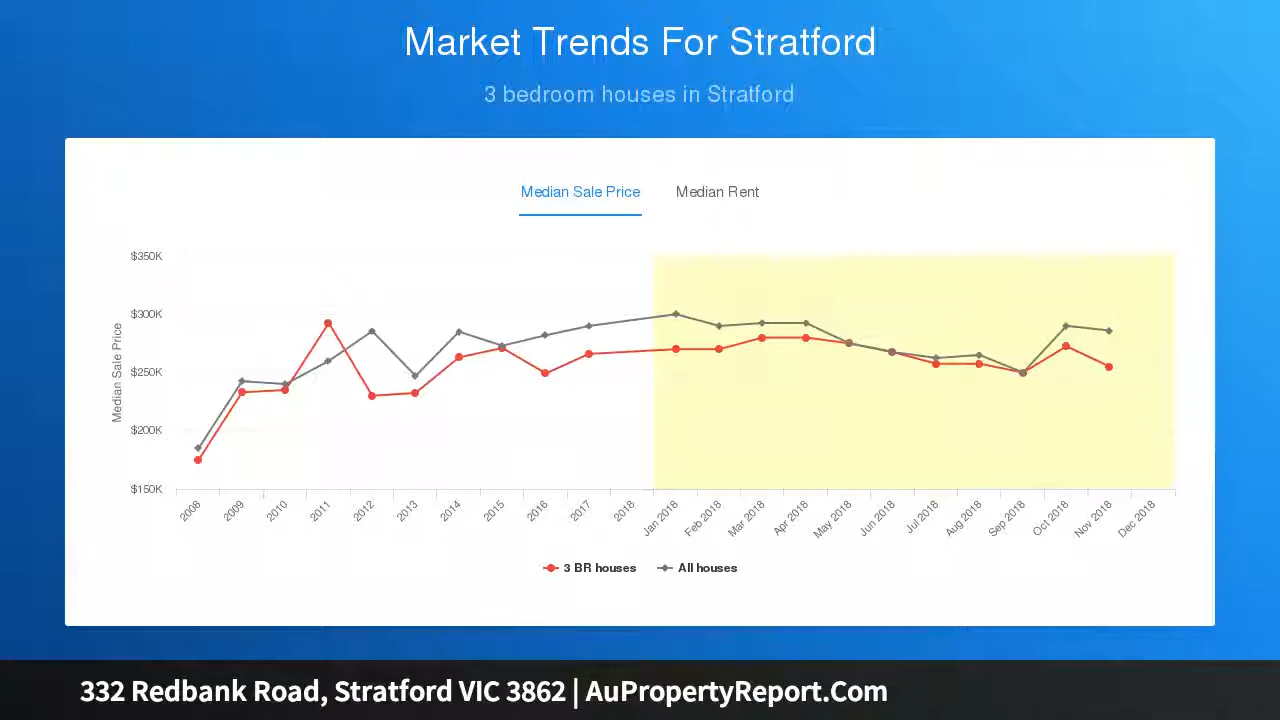 Market Trends For Stratford
3 bedroom houses in Stratford
Median Sale Price Median Rent
$350K
$300K
$250K
$200K
$150K
Median Sale Price
2008 2009 2010 2011 2012 2013 2014 2015 2016 2017 2018 Jan 2018 Feb 2018 Mar 2018 Apr 2018 May 2018 Jun 2018 Jul 2018 Aug 2018 Sep 2018 Oct 2018 Nov 2018 Dec 2018
3 BR houses All houses
332 Redbank Road, Stratford VIC 3862 | AuPropertyReport.Com